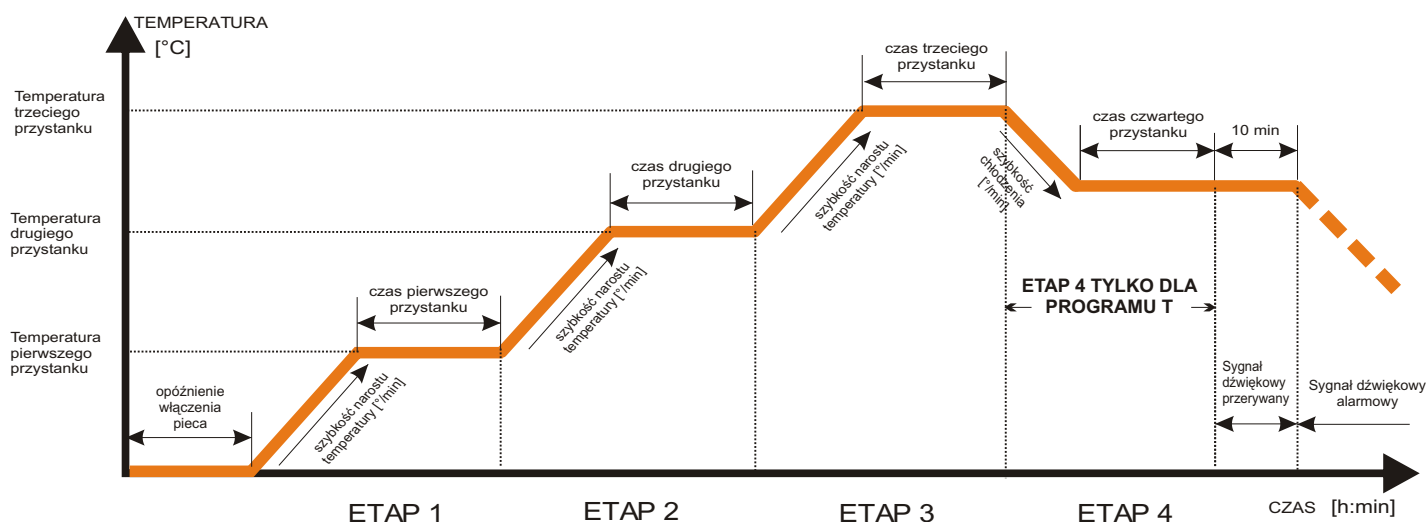 TEMPERATURA
[°C]
Temperatura
trzeciego
przystanku
Temperatura
drugiego
przystanku
Temperatura
pierwszego
przystanku
opóźnienie
włączenia
pieca
szybkość narostu
temperatury [°/min]
czas pierwszego
przystanku
szybkość narostu
temperatury [°/min]
czas drugiego
przystanku
szybkość narostu
temperatury [°/min]
czas trzeciego
przystanku
szybkość
chłodzenia
[°/min]
czas czwartego
przystanku
10 min
ETAP 4 TYLKO DLA
PROGRAMU T
Sygnał
dźwiękowy
przerywany
Sygnał dźwiękowy
alarmowy
ETAP 1
ETAP 2
ETAP 3
ETAP 4
CZAS [h:min]